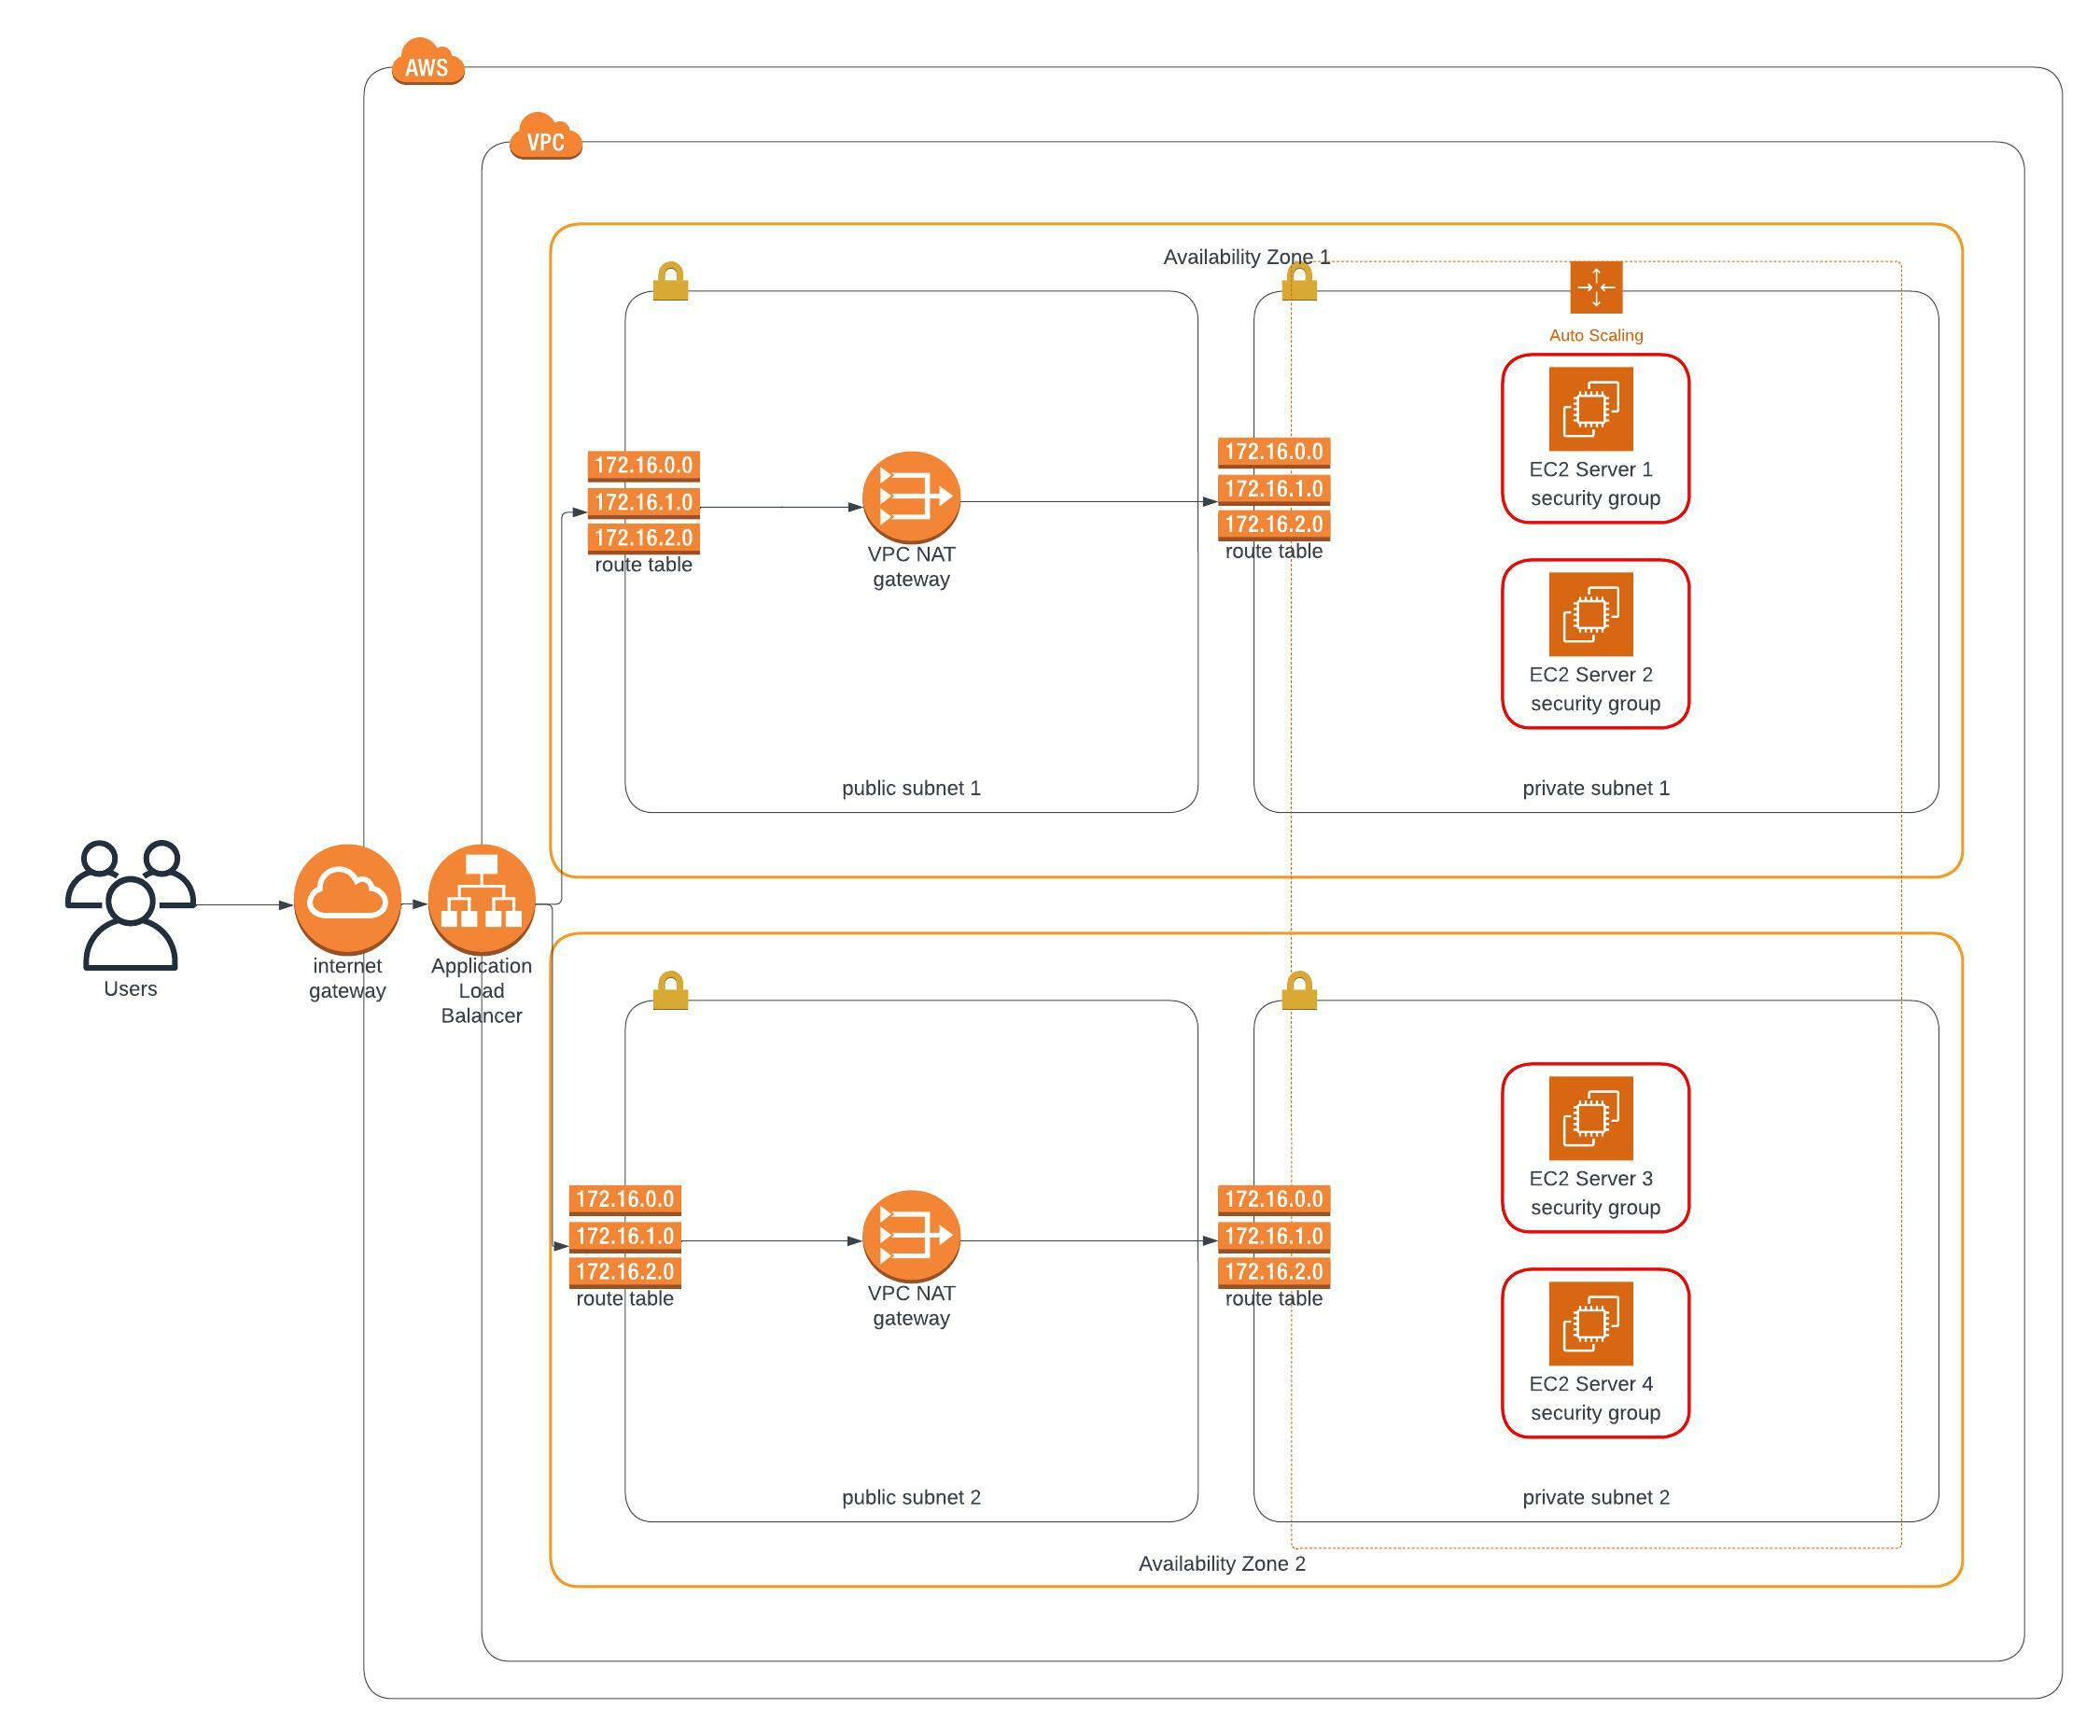 AWS
VPC
Availability Zone 1
Auto Scaling
172.16.0.0
172.16.1.0
172.16.2.0
route table
VPC NAT
gateway
172.16.0.0
172.16.1.0
172.16.2.0
route table
EC2 Server 1
security group
EC2 Server 2
security group
public subnet 1
private subnet 1
Users
internet
gateway
Application
Load
Balancer
172.16.0.0
172.16.1.0
172.16.2.0
route table
VPC NAT
gateway
172.16.0.0
172.16.1.0
172.16.2.0
route table
EC2 Server 3
security group
EC2 Server 4
security group
public subnet 2
private subnet 2
Availability Zone 2